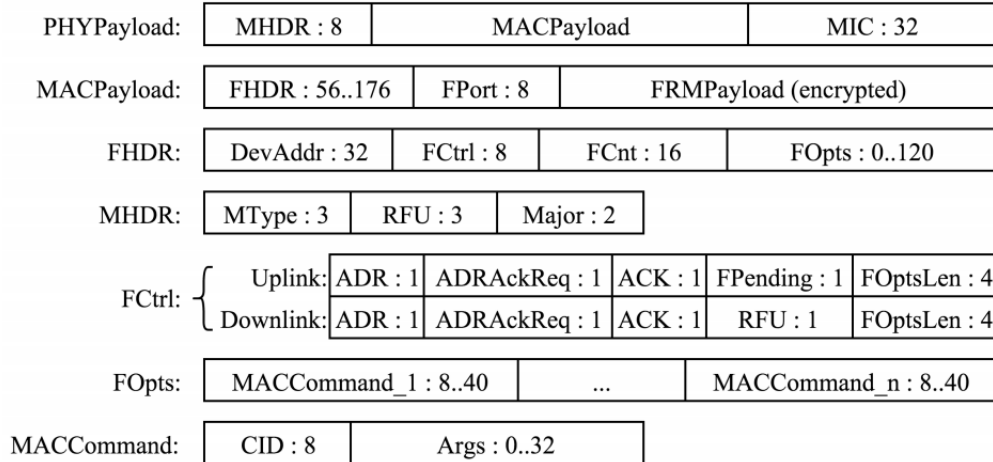 PHYPayload: MHDR : 8 MACPayload MIC : 32
MACPayload: FHDR : 56..176 FPort : 8 FRMPayload (encrypted)
FHDR: DevAddr : 32 FCtrl : 8 FCnt : 16 FOpts : 0..120
MHDR: MType : 3 RFU : 3 Major : 2
FCtrl:
Uplink: ADR : 1 ADRAckReq : 1 ACK : 1 FPending : 1 FOptsLen : 4
Downlink: ADR : 1 ADRAckReq : 1 ACK : 1 RFU : 1 FOptsLen : 4
FOpts: MACCommand_1 : 8..40 ... MACCommand_n : 8..40
MACCommand: CID : 8 Args : 0..32